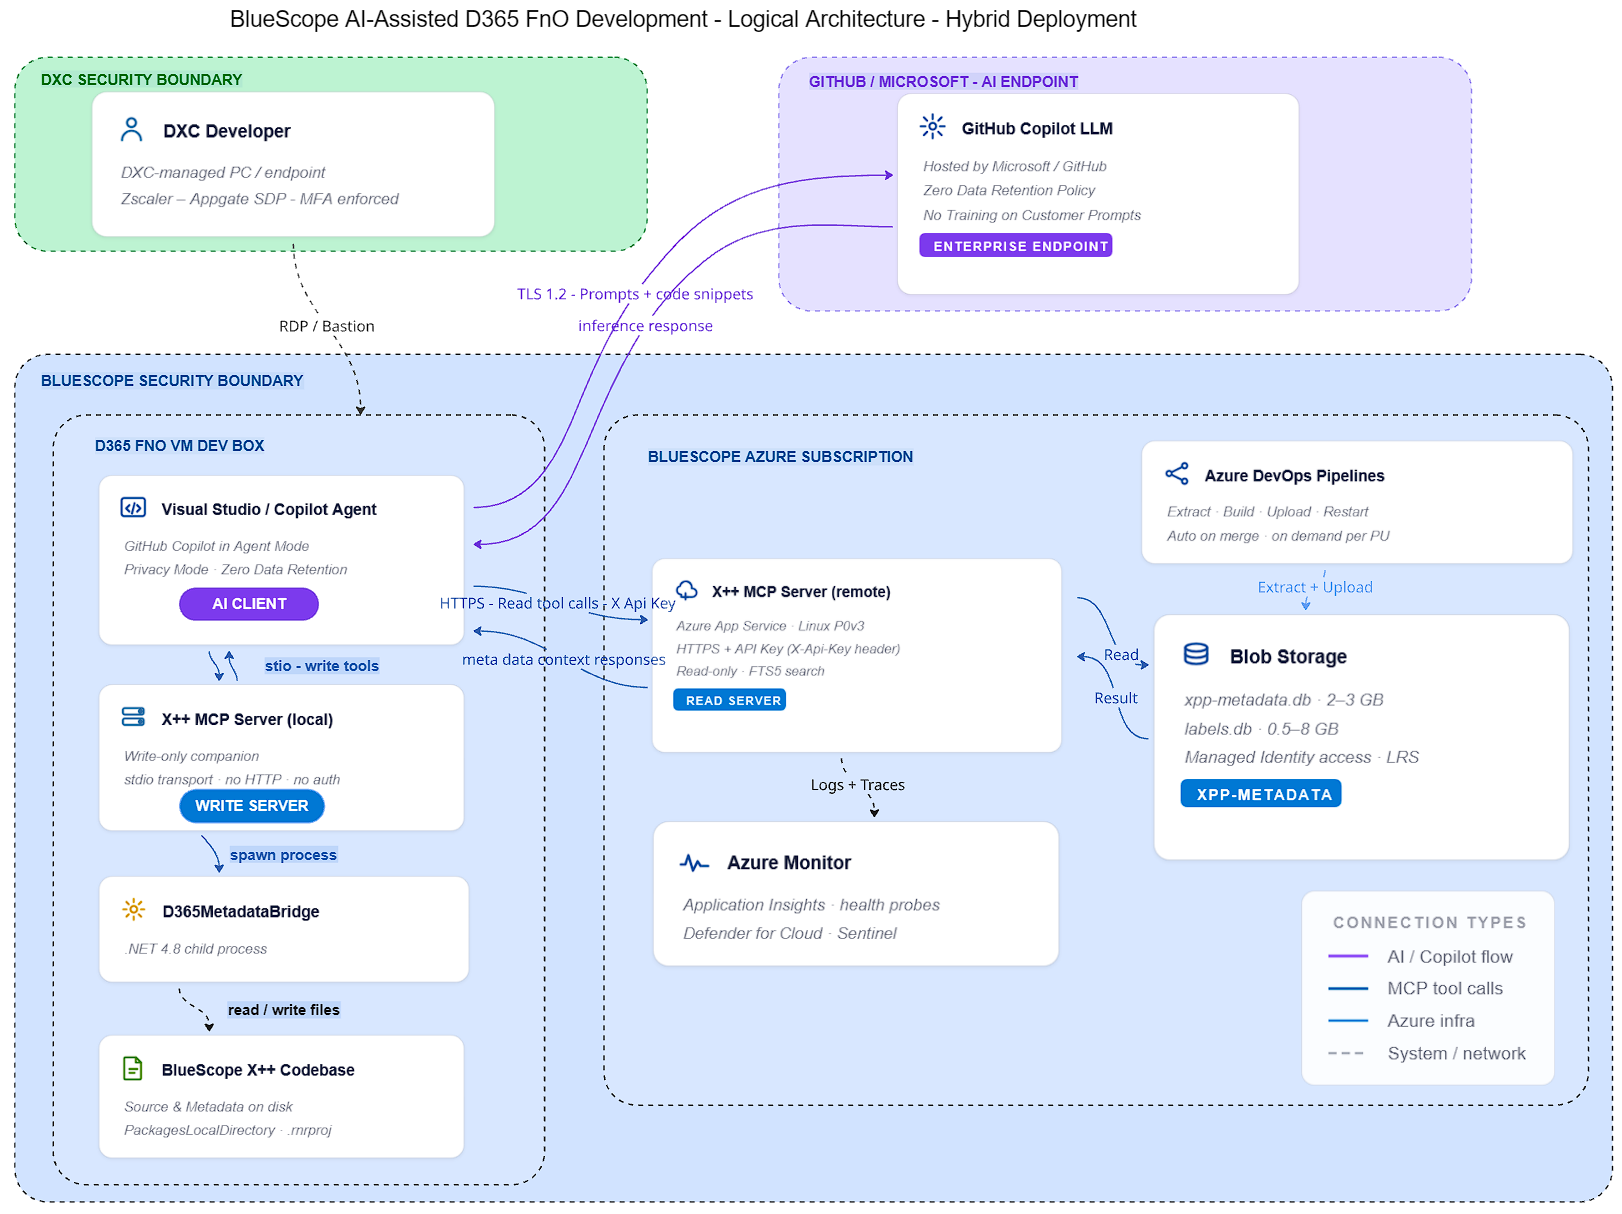 BlueScope AI-Assisted D365 FnO Development - Logical Architecture - Hybrid Deployment
DXC SECURITY BOUNDARY
DXC Developer
DXC-managed PC / endpoint
Zscaler – Appgate SDP - MFA enforced
GITHUB / MICROSOFT - AI ENDPOINT
GitHub Copilot LLM
Hosted by Microsoft / GitHub
Zero Data Retention Policy
No Training on Customer Prompts
ENTERPRISE ENDPOINT
TLS 1.2 - Prompts + code snippets
inference response
RDP / Bastion
BLUESCOPE SECURITY BOUNDARY
D365 FNO VM DEV BOX
Visual Studio / Copilot Agent
GitHub Copilot in Agent Mode
Privacy Mode · Zero Data Retention
AI CLIENT
stio - write tools
X++ MCP Server (local)
Write-only companion
stdio transport · no HTTP · no auth
WRITE SERVER
spawn process
D365MetadataBridge
.NET 4.8 child process
read / write files
BlueScope X++ Codebase
Source & Metadata on disk
PackagesLocalDirectory · .rnrproj
HTTPS - Read tool calls - X Api Key
meta data context responses
BLUESCOPE AZURE SUBSCRIPTION
X++ MCP Server (remote)
Azure App Service · Linux P0v3
HTTPS + API Key (X-Api-Key header)
Read-only · FTS5 search
READ SERVER
Logs + Traces
Azure Monitor
Application Insights · health probes
Defender for Cloud · Sentinel
Azure DevOps Pipelines
Extract · Build · Upload · Restart
Auto on merge · on demand per PU
Extract + Upload
Read
Result
Blob Storage
xpp-metadata.db · 2–3 GB
labels.db · 0.5–8 GB
Managed Identity access · LRS
XPP-METADATA
CONNECTION TYPES
AI / Copilot flow
MCP tool calls
Azure infra
System / network